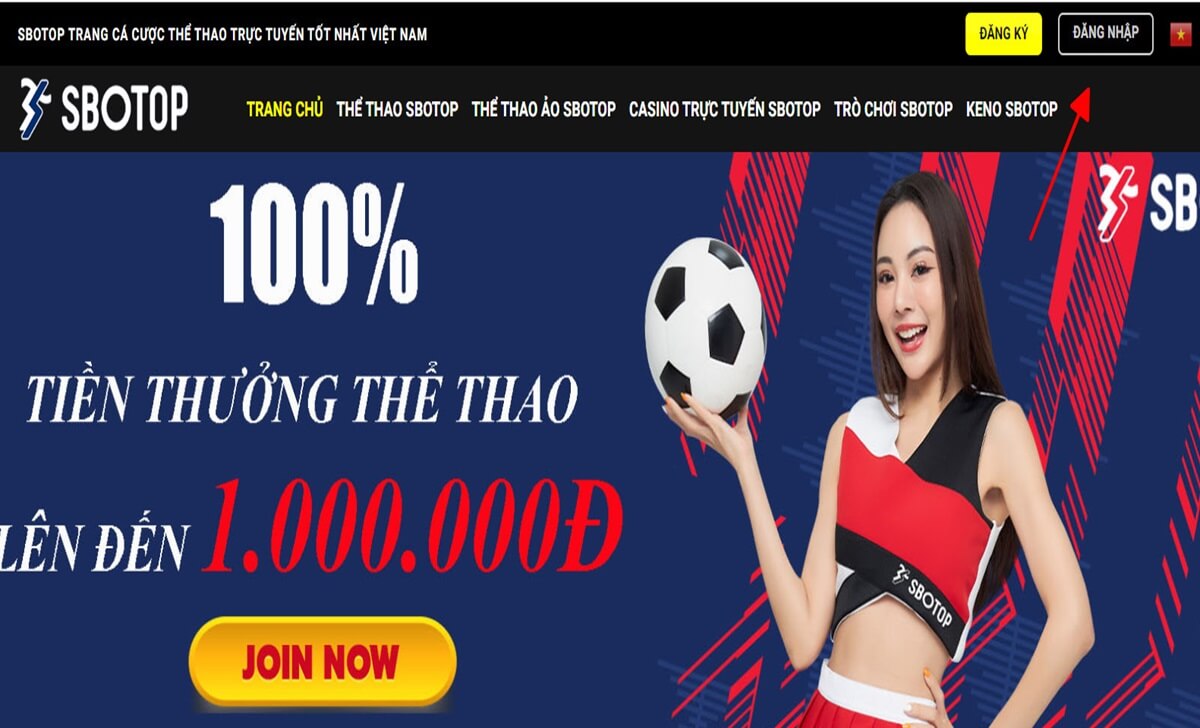 SBOTOP TRANG CÁ CƯỢC THỂ THAO TRỰC TUYẾN TỐT NHẤT VIỆT NAM
ĐĂNG KÝ
ĐĂNG NHẬP
SBOTOP
TRANG CHỦ THỂ THAO SBOTOP THỂ THAO ẢO SBOTOP CASINO TRỰC TUYẾN SBOTOP TRÒ CHƠI SBOTOP KENO SBOTOP
SB
100%
TIỀN THƯỞNG THỂ THAO
LÊN ĐẾN 1.000.000Đ
SBOTOP
JOIN NOW